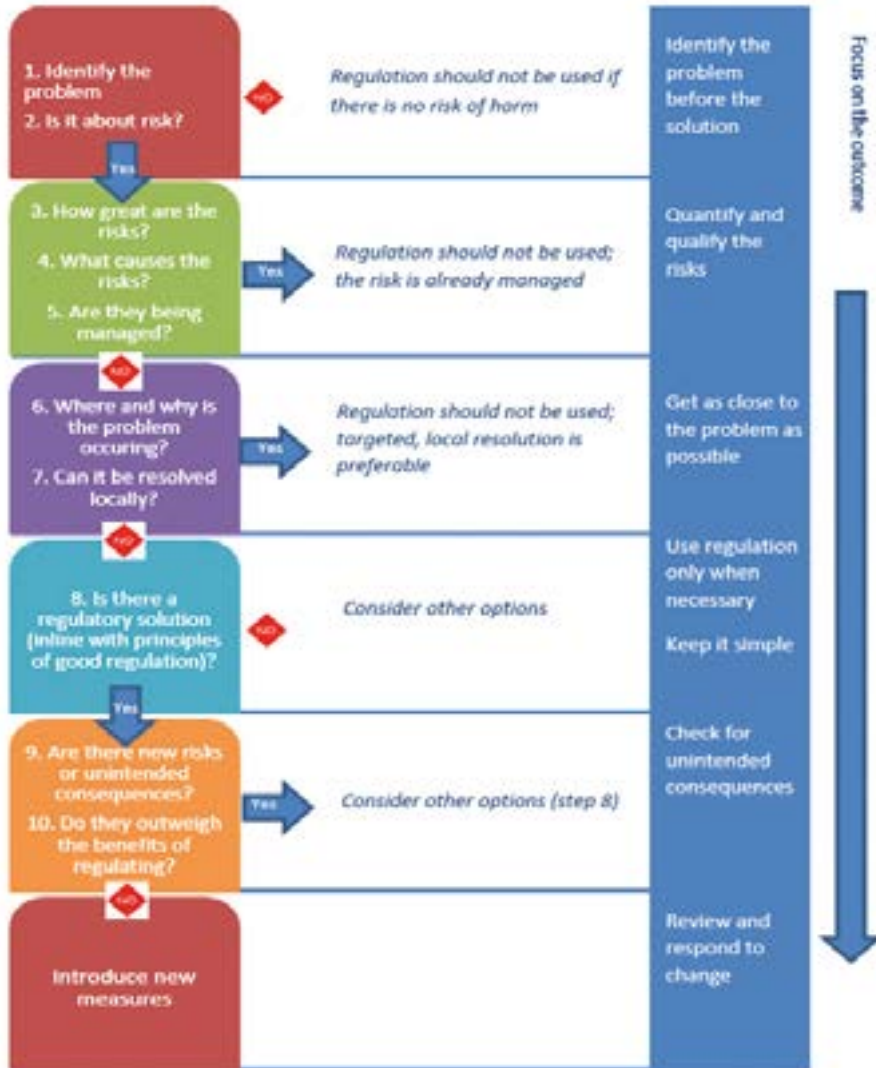 1. Identify the
problem
2. Is it about risk?
NO
Regulation should not be used if
there is no risk of harm
Identify the
problem
before the
solution
Focus on the outcome
Yes
3. How great are the
risks?
4. What causes the
risks?
5. Are they being
managed?
Yes
Regulation should not be used;
the risk is already managed
Quantify and
qualify the
risks
NO
6. Where and why is
the problem
occuring?
7. Can it be resolved
locally?
Yes
Regulation should not be used;
targeted, local resolution is
preferable
Get as close to
the problem as
possible
NO
8. Is there a
regulatory solution
(inline with principles
of good regulation)?
NO
Consider other options
Use regulation
only when
necessary
Keep it simple
Yes
9. Are there new risks
or unintended
consequences?
10. Do they outweigh
the benefits of
regulating?
Yes
Consider other options (step 8)
Check for
unintended
consequences
NO
Introduce new
measures
Review and
respond to
change